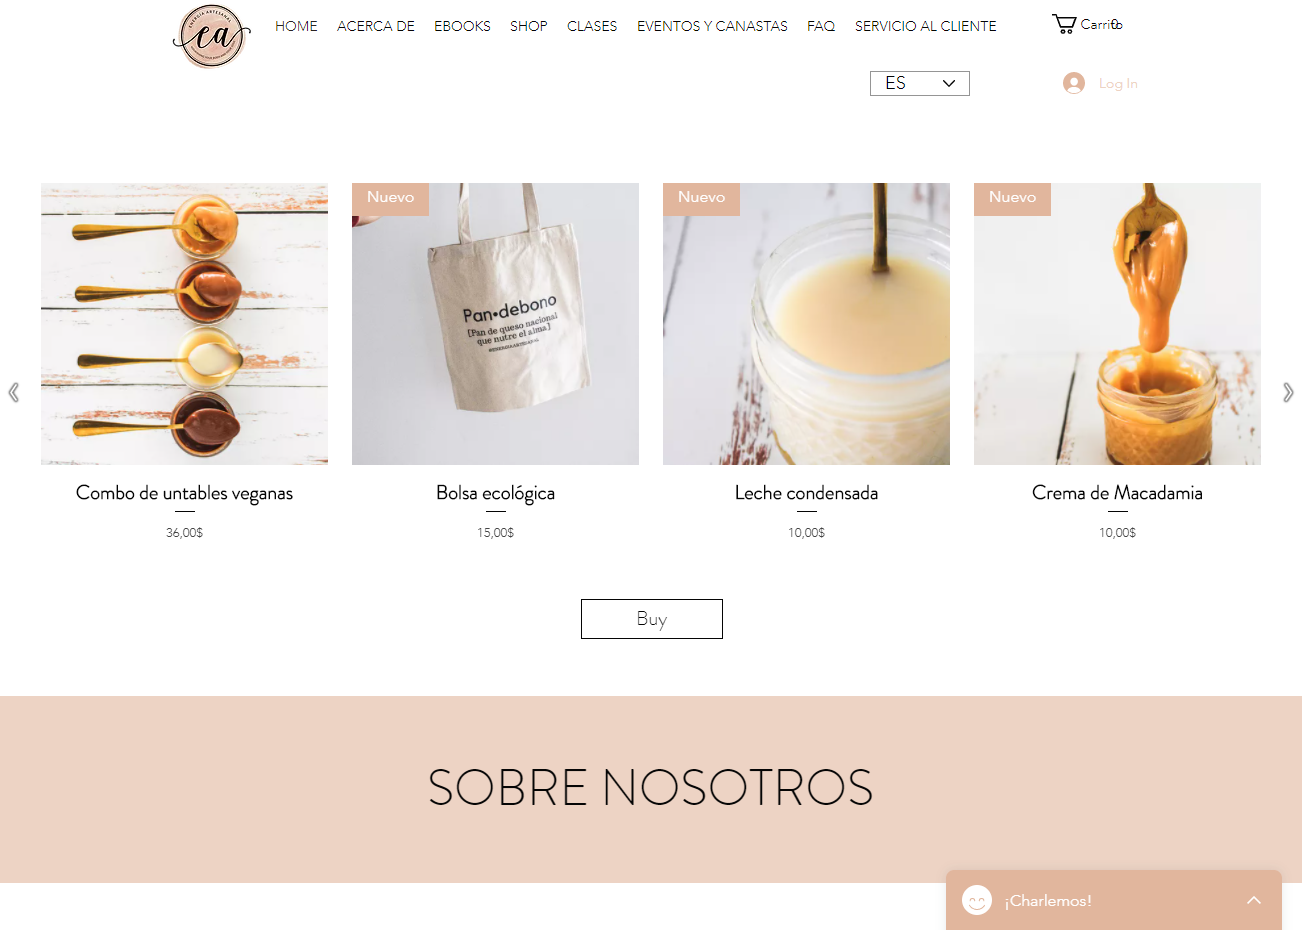 ENERGÍA ARTESANAL
ea
HOME ACERCA DE EBOOKS SHOP CLASES EVENTOS Y CANASTAS FAQ SERVICIO AL CLIENTE
Carrito
0
ES
Log In
Nuevo
Nuevo
Nuevo
Pan•debono
[Pan de queso nacional
que nutre el alma]
@ENERGIAARTESANAL
Combo de untables veganas
36,00$
Bolsa ecológica
15,00$
Leche condensada
10,00$
Crema de Macadamia
10,00$
Buy
SOBRE NOSOTROS
¡Charlemos!